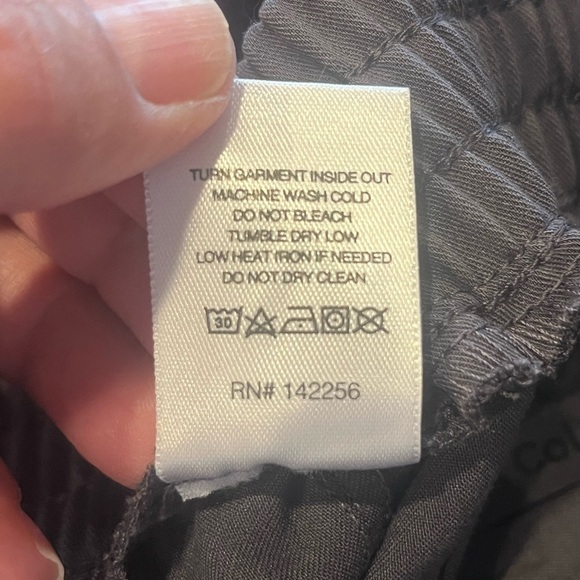 TURN GARMENT INSIDE OUT
MACHINE WASH COLD
DO NOT BLEACH
TUMBLE DRY LOW
LOW HEAT IRON IF NEEDED
DO NOT DRY CLEAN
30
RN# 142256